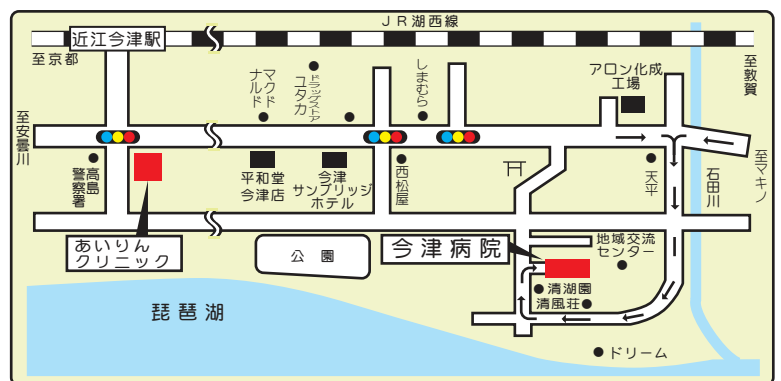 JR湖西線
近江今津駅
至京都
至敦賀
マクド
ナルド
ドラッグストア
ユタカ
しまむら
アロン化成
工場
至安曇川
至マキノ
高島
警察署
平和堂
今津店
今津
サンブリッジ
ホテル
西松屋
天平
石田川
あいりん
クリニック
公園
今津病院
地域交流
センター
清湖園
清風荘
琵琶湖
ドリーム